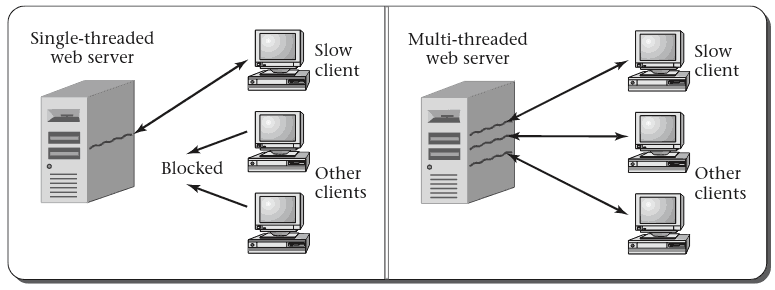 Single-threaded
web server
Slow
client
Blocked
Other
clients
Multi-threaded
web server
Slow
client
Other
clients